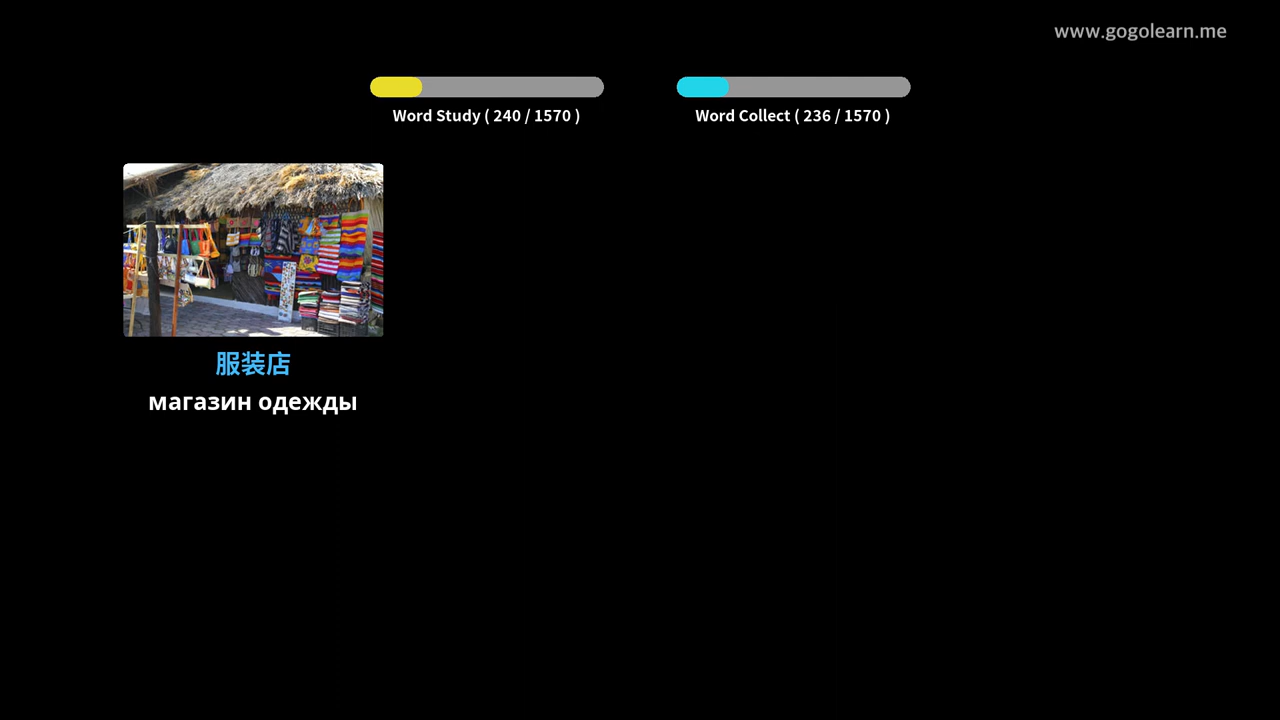 www.gogolearn.me
Word Study ( 240 / 1570 )
Word Collect ( 236 / 1570 )
服装店
магазин одежды